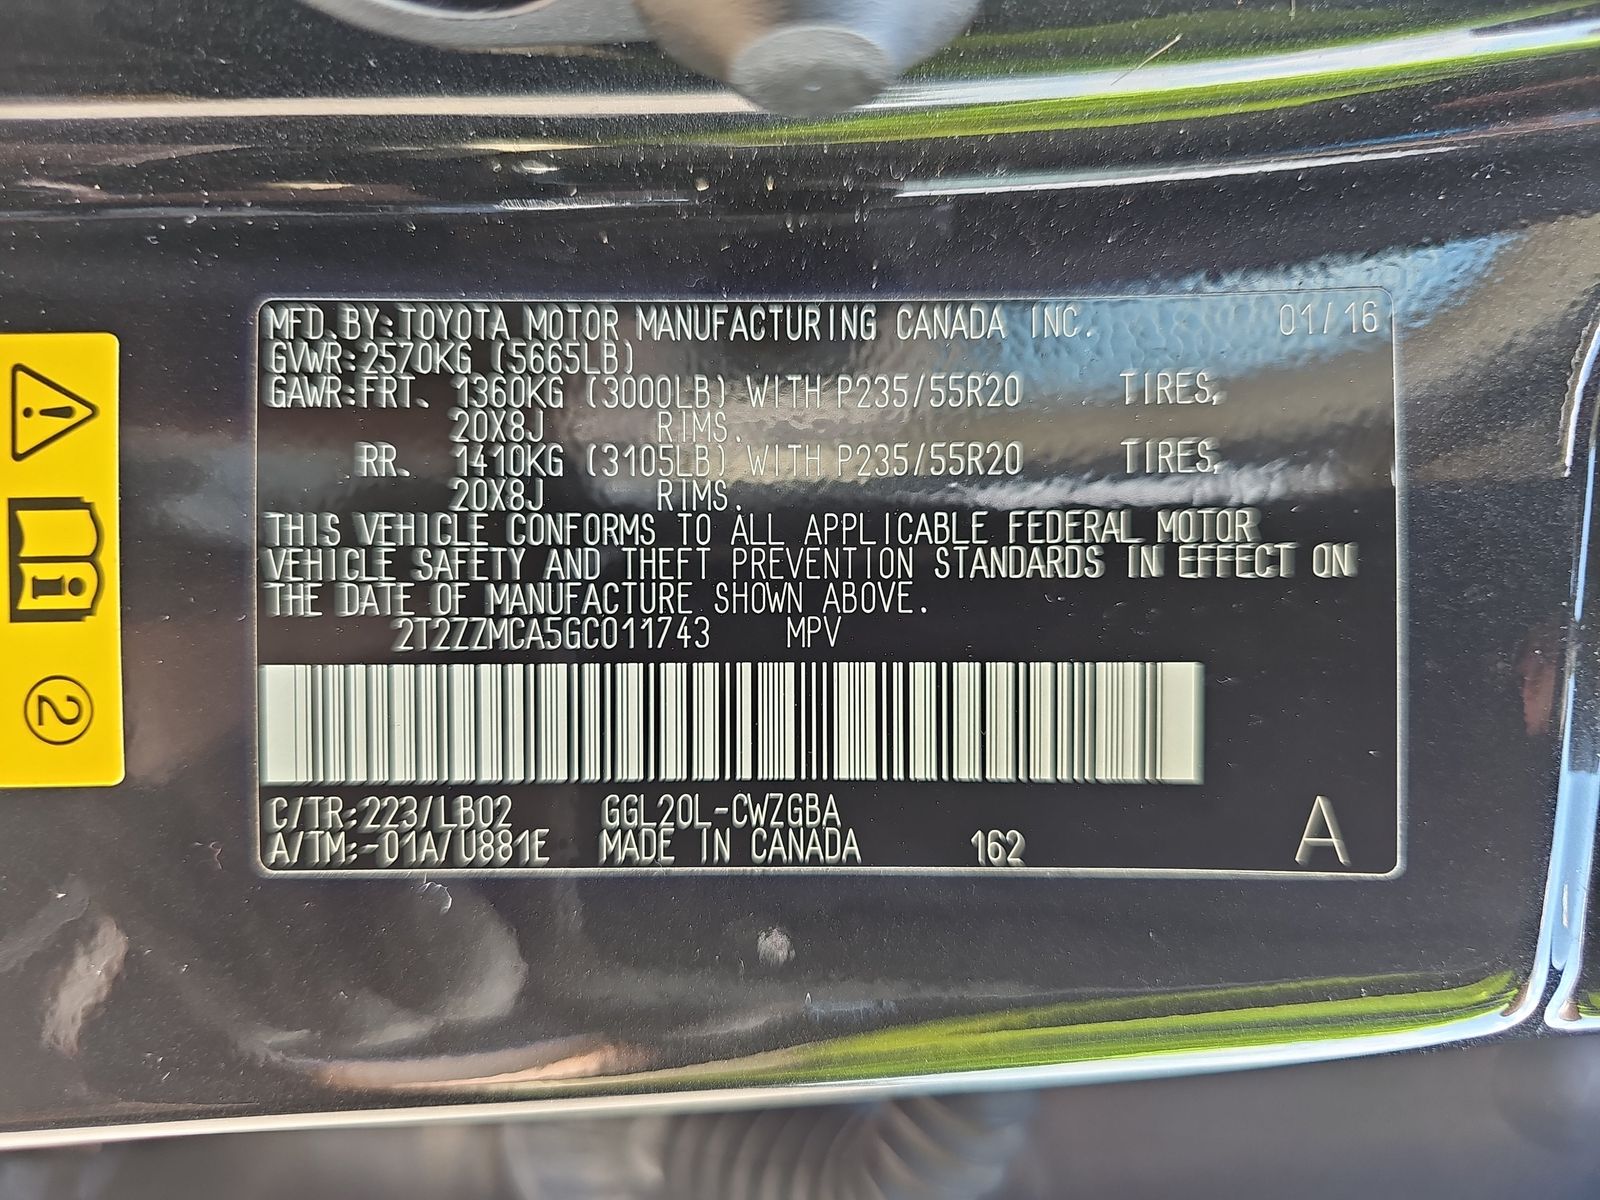 MFD.BY:TOYOTA MOTOR MANUFACTURING CANADA INC. 01/16
GVWR:2570KG (5665LB)
GAWR:FRT. 1360KG (3000LB) WITH P235/55R20 TIRES,
20X8J RIMS.
RR. 1410KG (3105LB) WITH P235/55R20 TIRES,
20X8J RIMS.
THIS VEHICLE CONFORMS TO ALL APPLICABLE FEDERAL MOTOR
VEHICLE SAFETY AND THEFT PREVENTION STANDARDS IN EFFECT ON
THE DATE OF MANUFACTURE SHOWN ABOVE.
2T2ZZMCA5GC011743 MPV
C/TR:223/LB02 GGL20L-CWZGBA
A/TM:-01A/U881E MADE IN CANADA 162 A
2